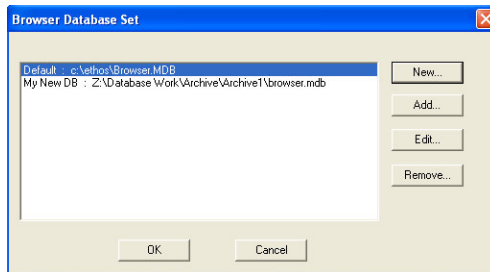 Browser Database Set
Default : c:\ethos\Browser.MDB
My New DB : Z:\Database Work\Archive\Archive1\browser.mdb
New...
Add...
Edit...
Remove...
OK
Cancel